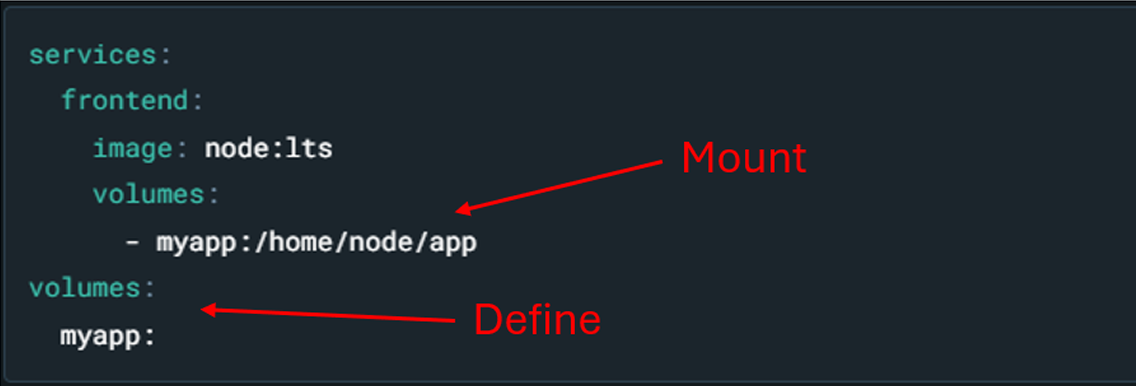 services:
frontend:
image: node:lts
Mount
volumes:
- myapp:/home/node/app
volumes:
Define
myapp: